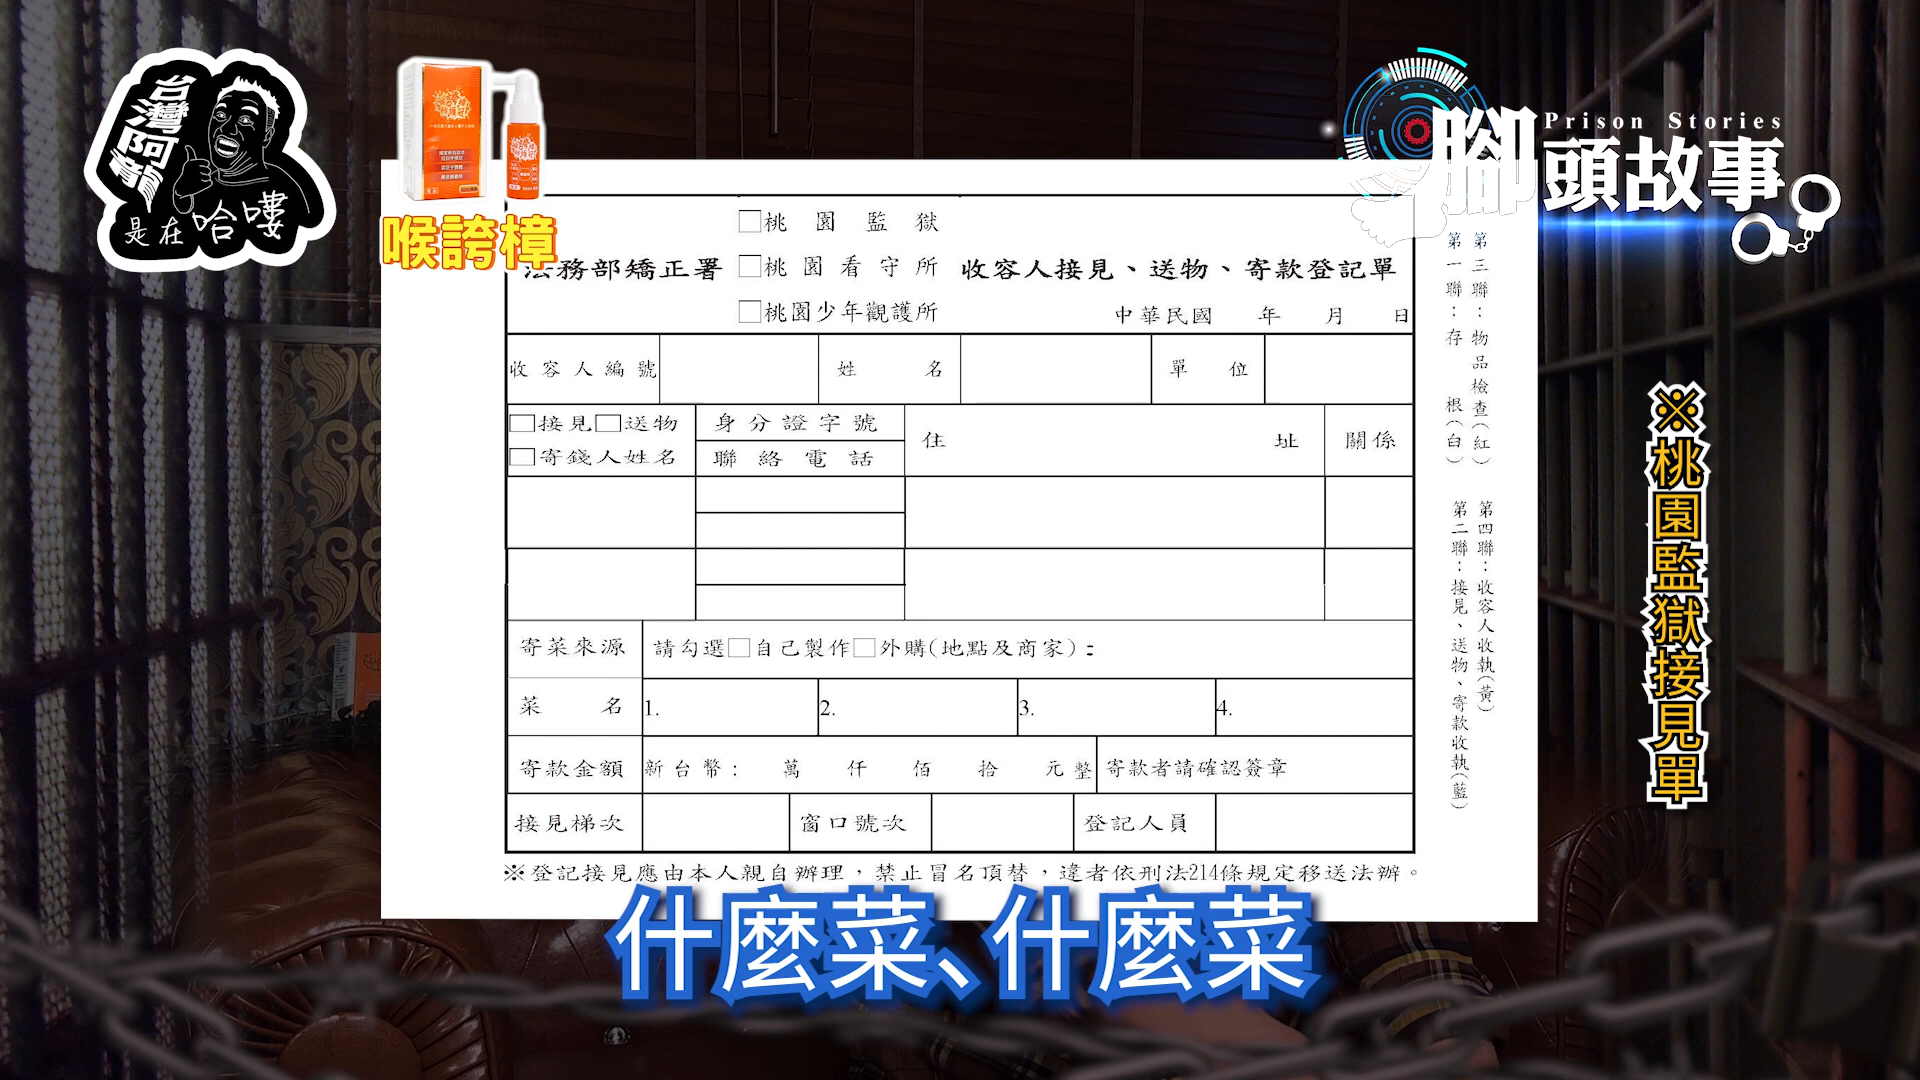 台灣阿龍
是在哈嘍
喉誇樟
Prison Stories
腳頭故事
□桃園監獄
法務部矯正署 □桃園看守所 收容人接見、送物、寄款登記單
□桃園少年觀護所
中華民國 年 月 日
收容人編號 姓名 單位
□接見□送物 身分證字號 住址 關係
□寄錢人姓名 聯絡電話
寄菜來源 請勾選□自己製作□外購(地點及商家):
菜名 1. 2. 3. 4.
寄款金額 新台幣: 萬 仟 佰 拾 元整 寄款者請確認簽章
接見梯次 窗口號次 登記人員
※登記接見應由本人親自辦理,禁止冒名頂替,違者依刑法214條規定移送法辦。
第一聯:存根(白)
第二聯:接見、送物、寄款收執(藍)
第三聯:物品檢查(紅)
第四聯:收容人收執(黃)
※桃園監獄接見單
什麼菜、什麼菜